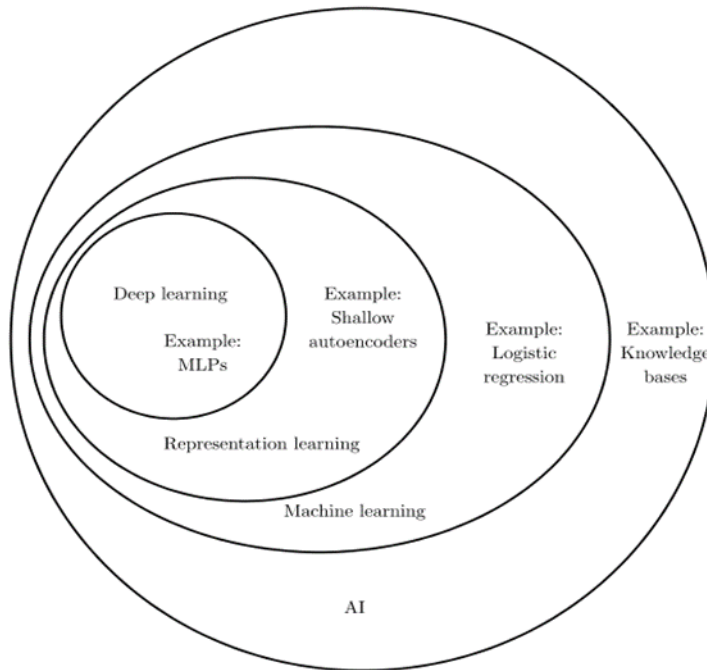 Deep learning
Example:
MLPs
Example:
Shallow
autoencoders
Example:
Logistic
regression
Example:
Knowledge
bases
Representation learning
Machine learning
AI